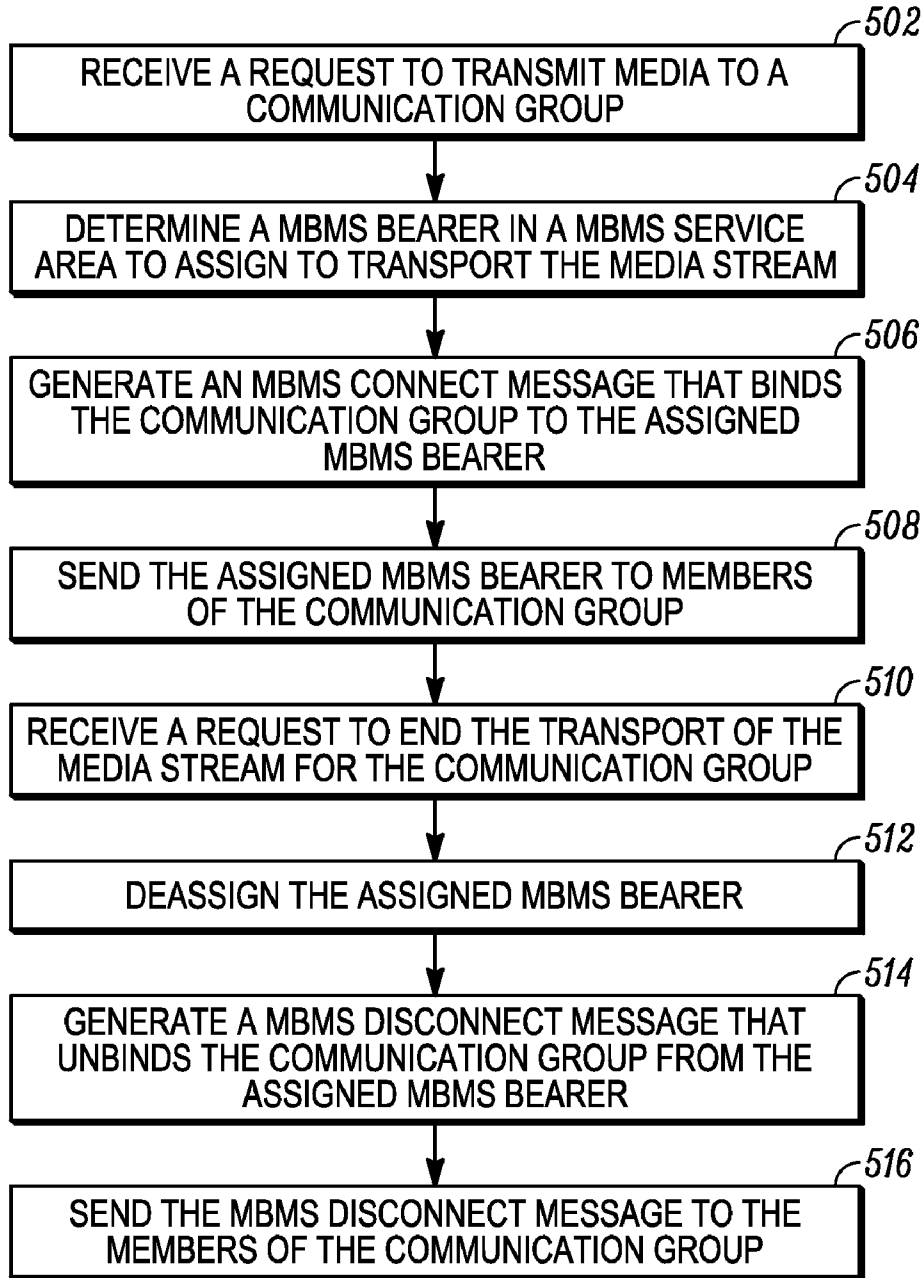 502
RECEIVE A REQUEST TO TRANSMIT MEDIA TO A
COMMUNICATION GROUP
504
DETERMINE A MBMS BEARER IN A MBMS SERVICE
AREA TO ASSIGN TO TRANSPORT THE MEDIA STREAM
506
GENERATE AN MBMS CONNECT MESSAGE THAT BINDS
THE COMMUNICATION GROUP TO THE ASSIGNED
MBMS BEARER
508
SEND THE ASSIGNED MBMS BEARER TO MEMBERS
OF THE COMMUNICATION GROUP
510
RECEIVE A REQUEST TO END THE TRANSPORT OF THE
MEDIA STREAM FOR THE COMMUNICATION GROUP
512
DEASSIGN THE ASSIGNED MBMS BEARER
514
GENERATE A MBMS DISCONNECT MESSAGE THAT
UNBINDS THE COMMUNICATION GROUP FROM THE
ASSIGNED MBMS BEARER
516
SEND THE MBMS DISCONNECT MESSAGE TO THE
MEMBERS OF THE COMMUNICATION GROUP